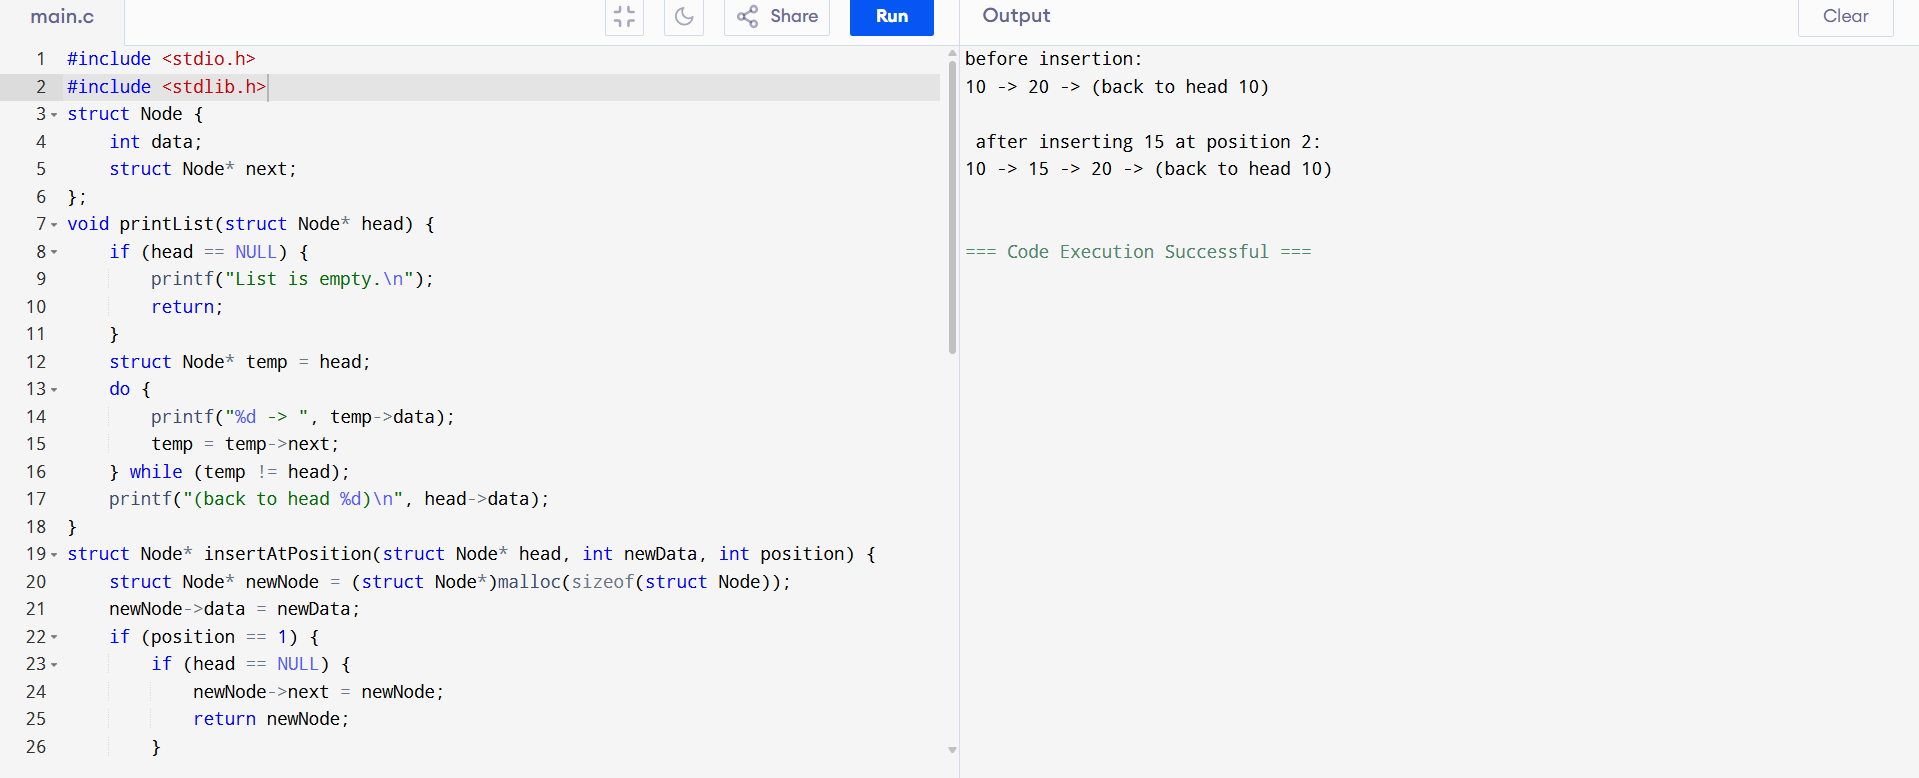 main.c
Share
Run
Output
Clear
1 #include <stdio.h>
2 #include <stdlib.h>
3 struct Node {
4     int data;
5     struct Node* next;
6 };
7 void printList(struct Node* head) {
8     if (head == NULL) {
9         printf("List is empty.\n");
10         return;
11     }
12     struct Node* temp = head;
13     do {
14         printf("%d -> ", temp->data);
15         temp = temp->next;
16     } while (temp != head);
17     printf("(back to head %d)\n", head->data);
18 }
19 struct Node* insertAtPosition(struct Node* head, int newData, int position) {
20     struct Node* newNode = (struct Node*)malloc(sizeof(struct Node));
21     newNode->data = newData;
22     if (position == 1) {
23         if (head == NULL) {
24             newNode->next = newNode;
25             return newNode;
26         }
before insertion:
10 -> 20 -> (back to head 10)
 after inserting 15 at position 2:
10 -> 15 -> 20 -> (back to head 10)
=== Code Execution Successful ===